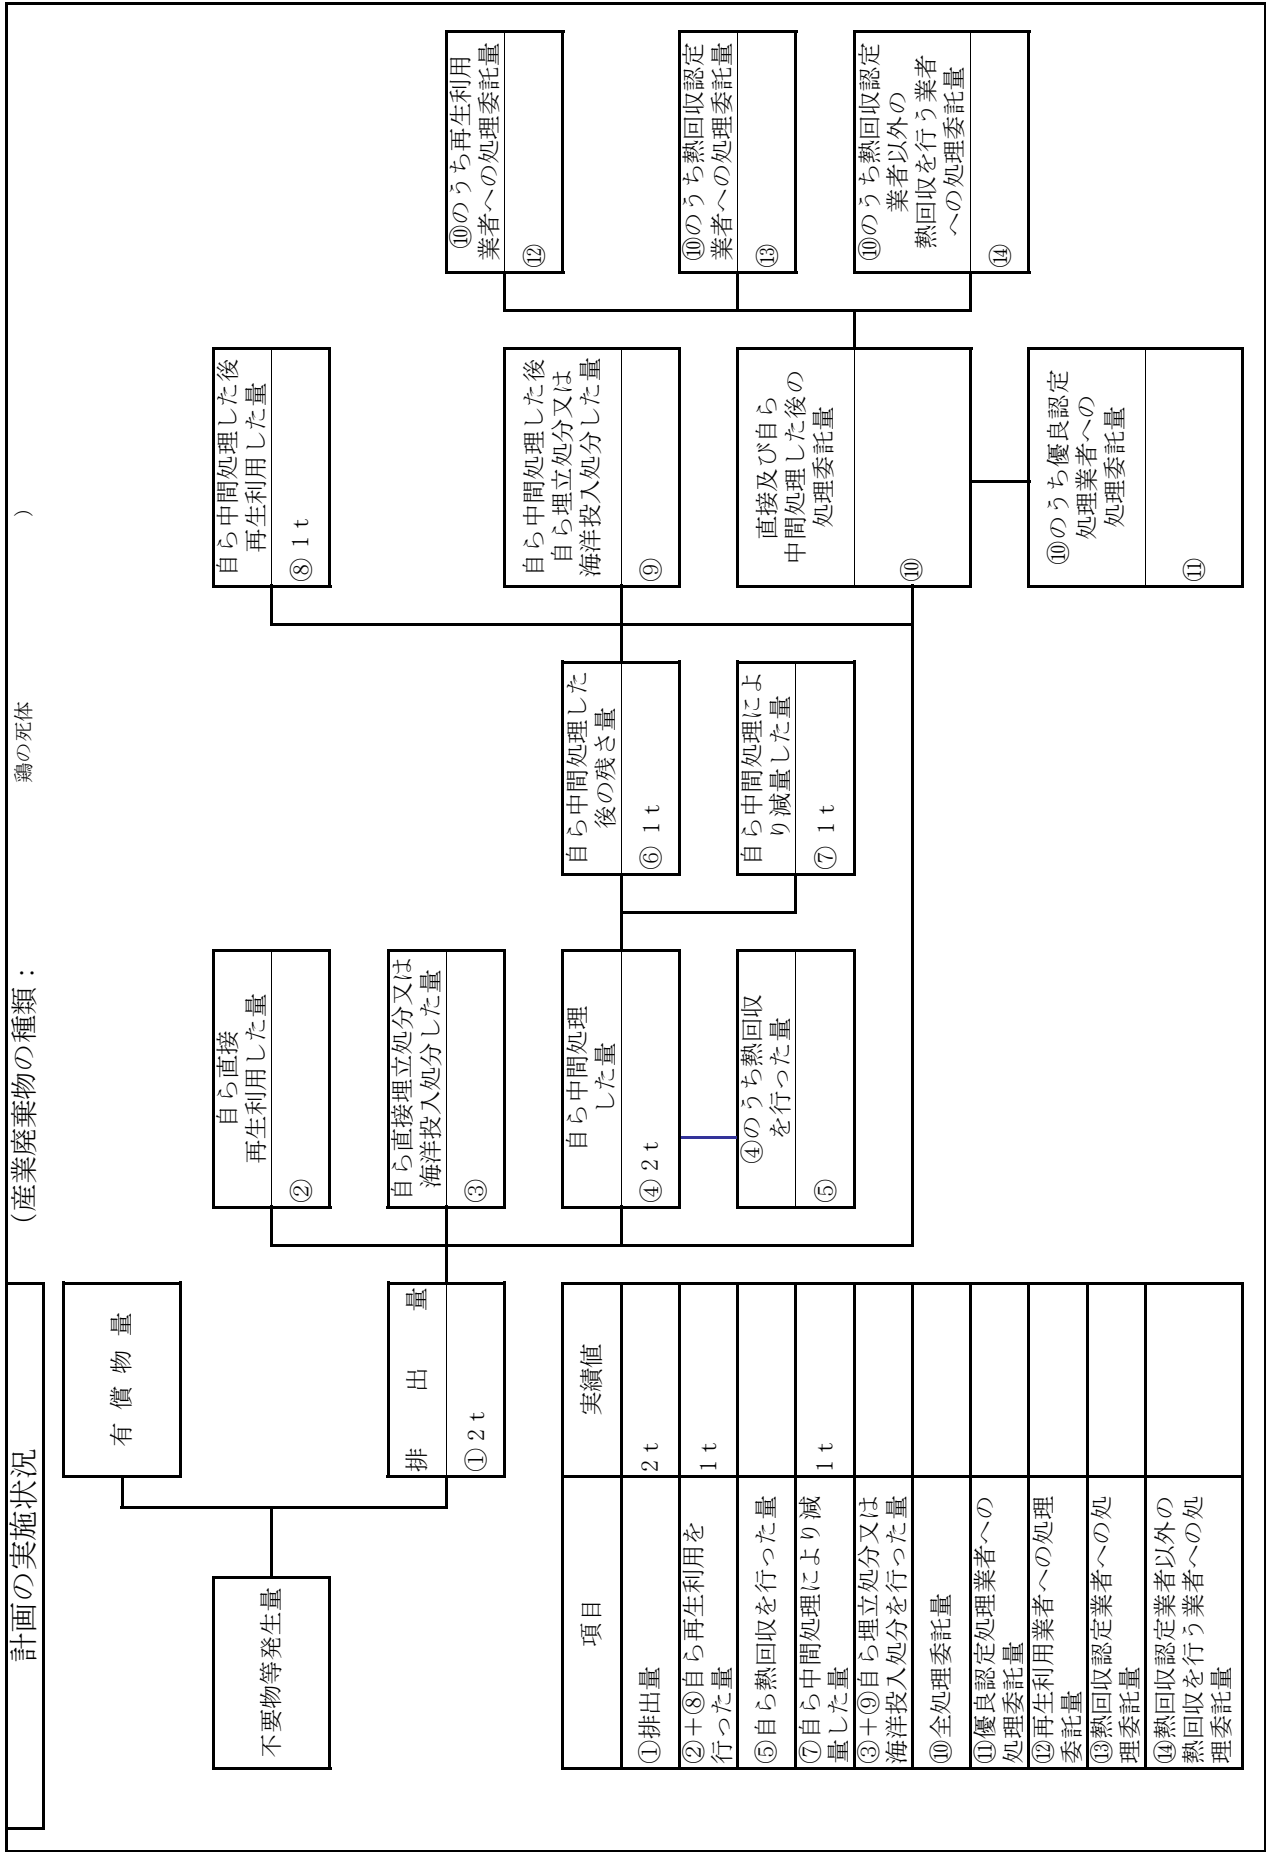 計画の実施状況
(産業廃棄物の種類：
鶏の死体
)
不要物等発生量
有 償 物 量
排 出 量
① 2 t
自ら直接
再生利用した量
②
自ら直接埋立処分又は
海洋投入処分した量
③
自ら中間処理
した量
④ 2 t
④のうち熱回収
を行った量
⑤
自ら中間処理した
後の残さ量
⑥ 1 t
自ら中間処理によ
り減量した量
⑦ 1 t
自ら中間処理した後
再生利用した量
⑧ 1 t
自ら中間処理した後
自ら埋立処分又は
海洋投入処分した量
⑨
直接及び自ら
中間処理した後の
処理委託量
⑩
⑩のうち優良認定
処理業者への
処理委託量
⑪
⑩のうち再生利用
業者への処理委託量
⑫
⑩のうち熱回収認定
業者への処理委託量
⑬
⑩のうち熱回収認定
業者以外の
熱回収を行う業者
への処理委託量
⑭
項目 実績値
①排出量 2 t
②＋⑧自ら再生利用を
行った量 1 t
⑤自ら熱回収を行った量
⑦自ら中間処理により減
量した量 1 t
③＋⑨自ら埋立処分又は
海洋投入処分を行った量
⑩全処理委託量
⑪優良認定処理業者への
処理委託量
⑫再生利用業者への処理
委託量
⑬熱回収認定業者への処
理委託量
⑭熱回収認定業者以外の
熱回収を行う業者への処
理委託量